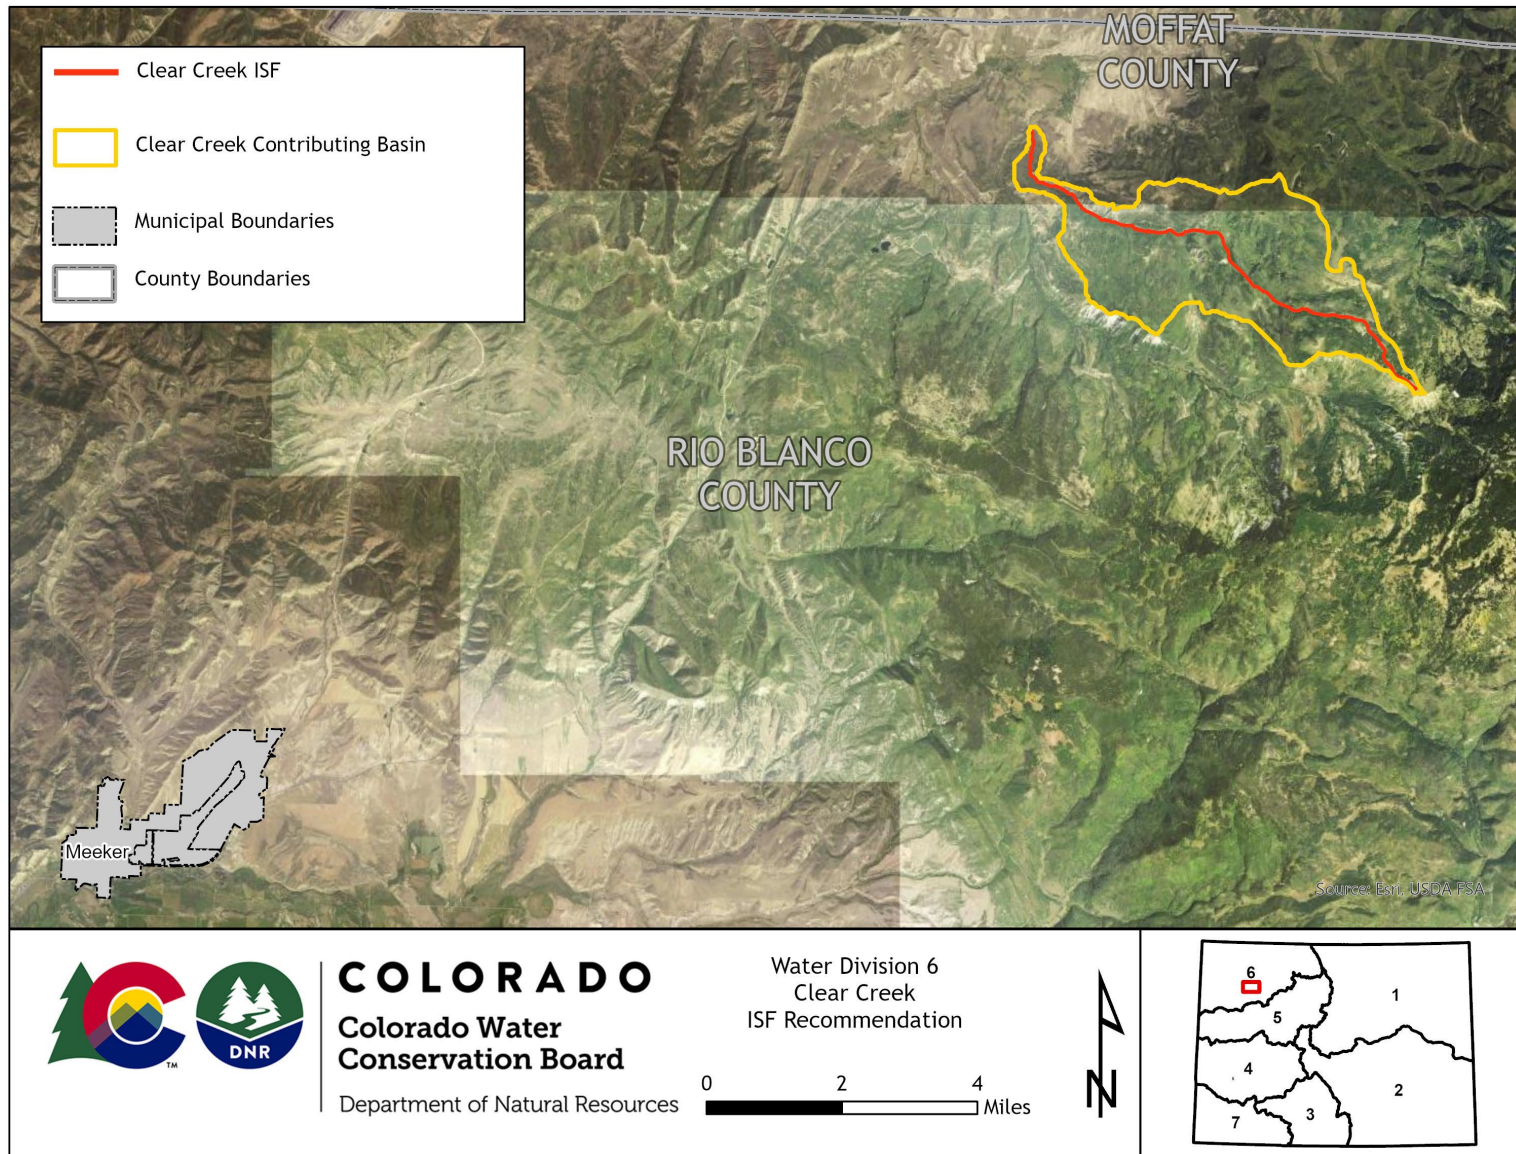 MOFFAT
COUNTY
Clear Creek ISF
Clear Creek Contributing Basin
Municipal Boundaries
County Boundaries
RIO BLANCO
COUNTY
Meeker
Source: Esri, USDA FSA
COLORADO
Colorado Water
Conservation Board
Department of Natural Resources
TM
DNR
Water Division 6
Clear Creek
ISF Recommendation
0 2 4
Miles
N
6
1
5
4
2
3
7